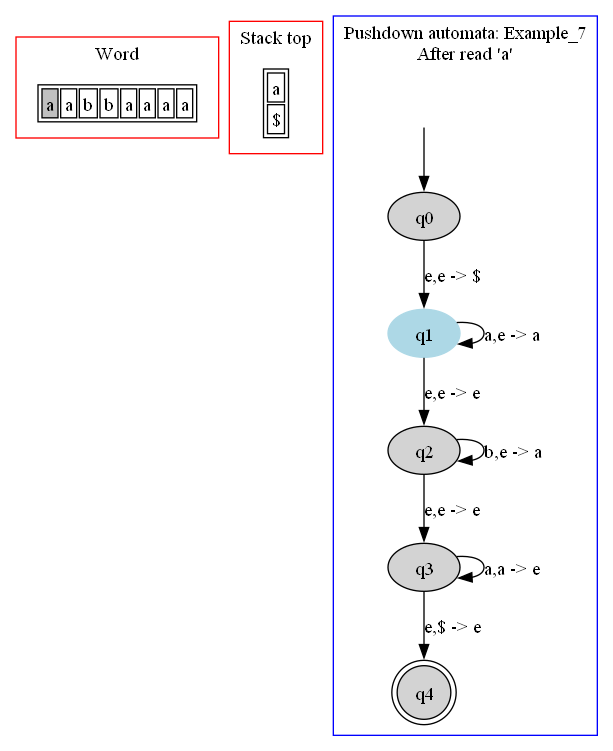 Word
a a b b a a a a
Stack top
a
$
Pushdown automata: Example_7
After read 'a'
q0
e,e -> $
q1
a,e -> a
e,e -> e
q2
b,e -> a
e,e -> e
q3
a,a -> e
e,$ -> e
q4